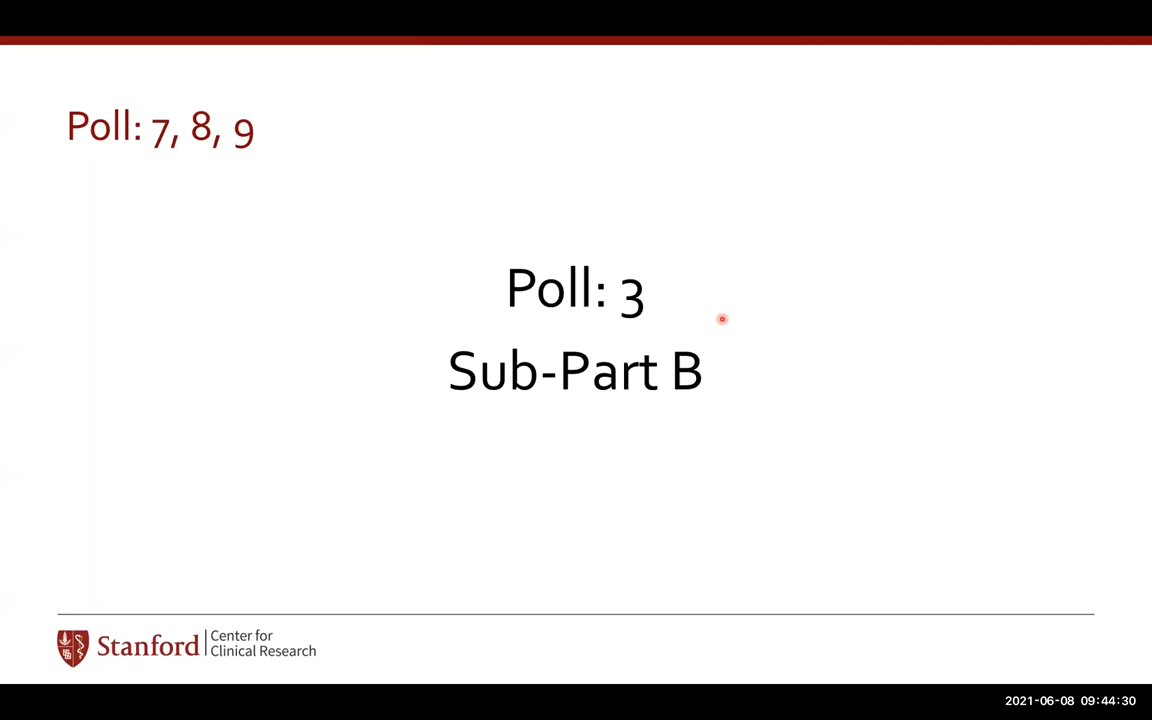 Poll: 7, 8, 9
Poll: 3
Sub-Part B
Stanford
Center for
Clinical Research
2021-06-08 09:44:30